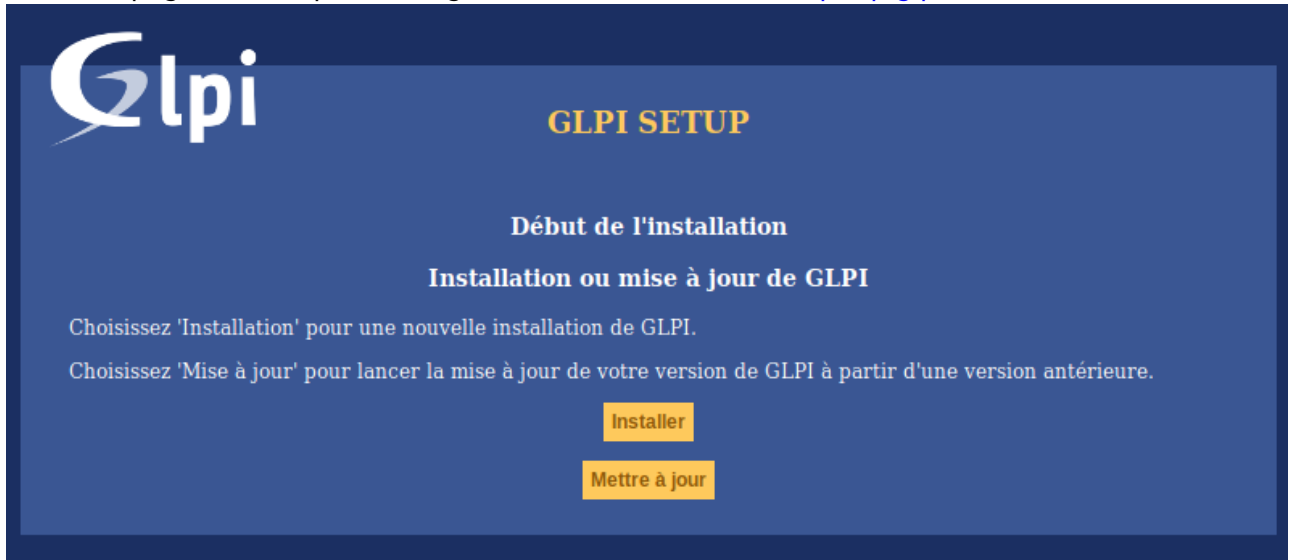 Glpi
GLPI SETUP
Début de l'installation
Installation ou mise à jour de GLPI
Choisissez 'Installation' pour une nouvelle installation de GLPI.
Choisissez 'Mise à jour' pour lancer la mise à jour de votre version de GLPI à partir d'une version antérieure.
Installer
Mettre à jour